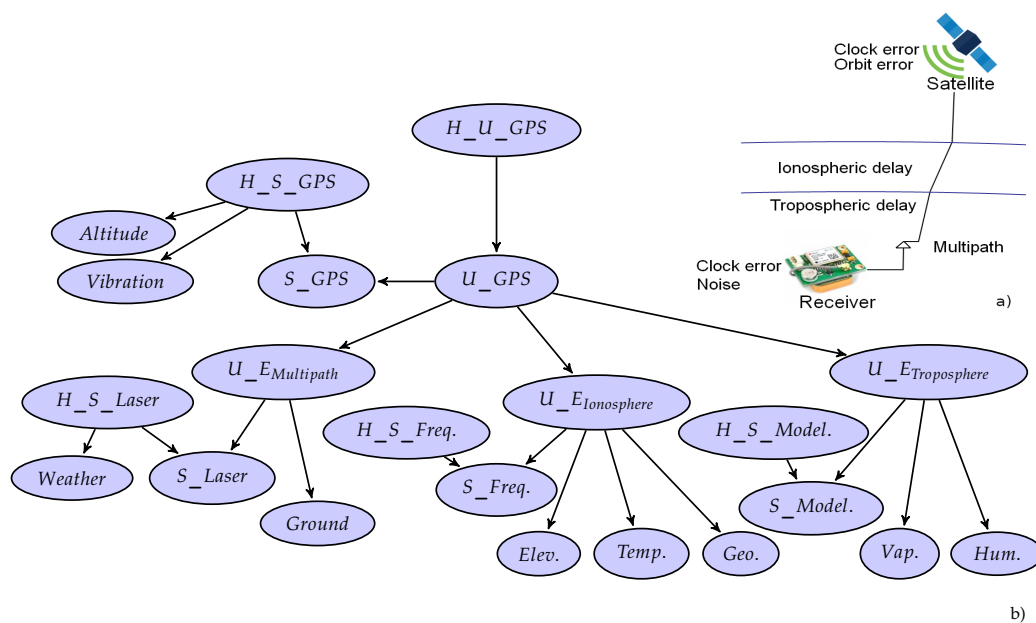 Clock error
Orbit error
Satellite
H_U_GPS
Ionospheric delay
H_S_GPS
Tropospheric delay
Altitude
Multipath
Vibration
S_GPS
U_GPS
Clock error
Noise
Receiver
a)
U_E_Multipath
U_E_Troposphere
H_S_Laser
U_E_Ionosphere
H_S_Freq.
H_S_Model.
Weather
S_Laser
S_Freq.
S_Model.
Ground
Elev.
Temp.
Geo.
Vap.
Hum.
b)